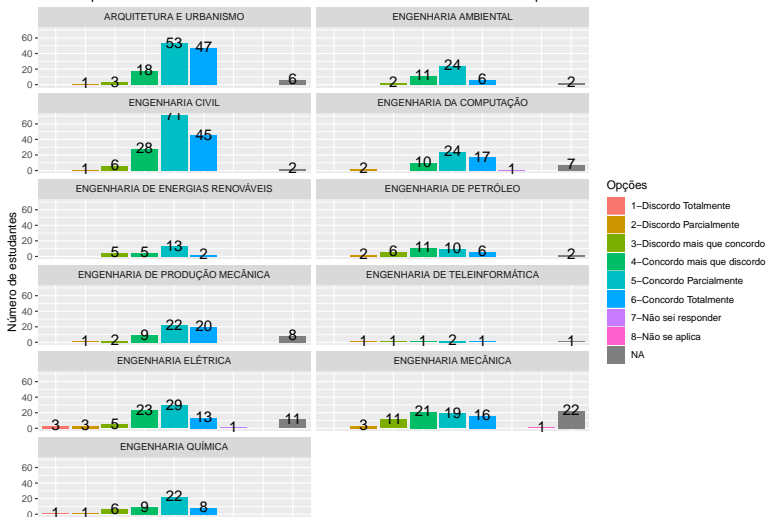 ARQUITETURA E URBANISMO
ENGENHARIA AMBIENTAL
60
40
20
0
1 3 18 53 47 6
2 11 24 6 2
ENGENHARIA CIVIL
ENGENHARIA DA COMPUTAÇÃO
60
40
20
0
1 6 28 71 45 2
2 10 24 17 1 7
ENGENHARIA DE ENERGIAS RENOVÁVEIS
ENGENHARIA DE PETRÓLEO
60
40
20
0
5 5 13 2
2 6 11 10 6 2
ENGENHARIA DE PRODUÇÃO MECÂNICA
ENGENHARIA DE TELEINFORMÁTICA
60
40
20
0
1 2 9 22 20 8
1 1 1 2 1 1
ENGENHARIA ELÉTRICA
ENGENHARIA MECÂNICA
60
40
20
0
3 3 5 23 29 13 1 11
3 11 21 19 16 1 22
ENGENHARIA QUÍMICA
60
40
20
0
1 1 6 9 22 8
Número de estudantes
Opções
1–Discordo Totalmente
2–Discordo Parcialmente
3–Discordo mais que concordo
4–Concordo mais que discordo
5–Concordo Parcialmente
6–Concordo Totalmente
7–Não sei responder
8–Não se aplica
NA